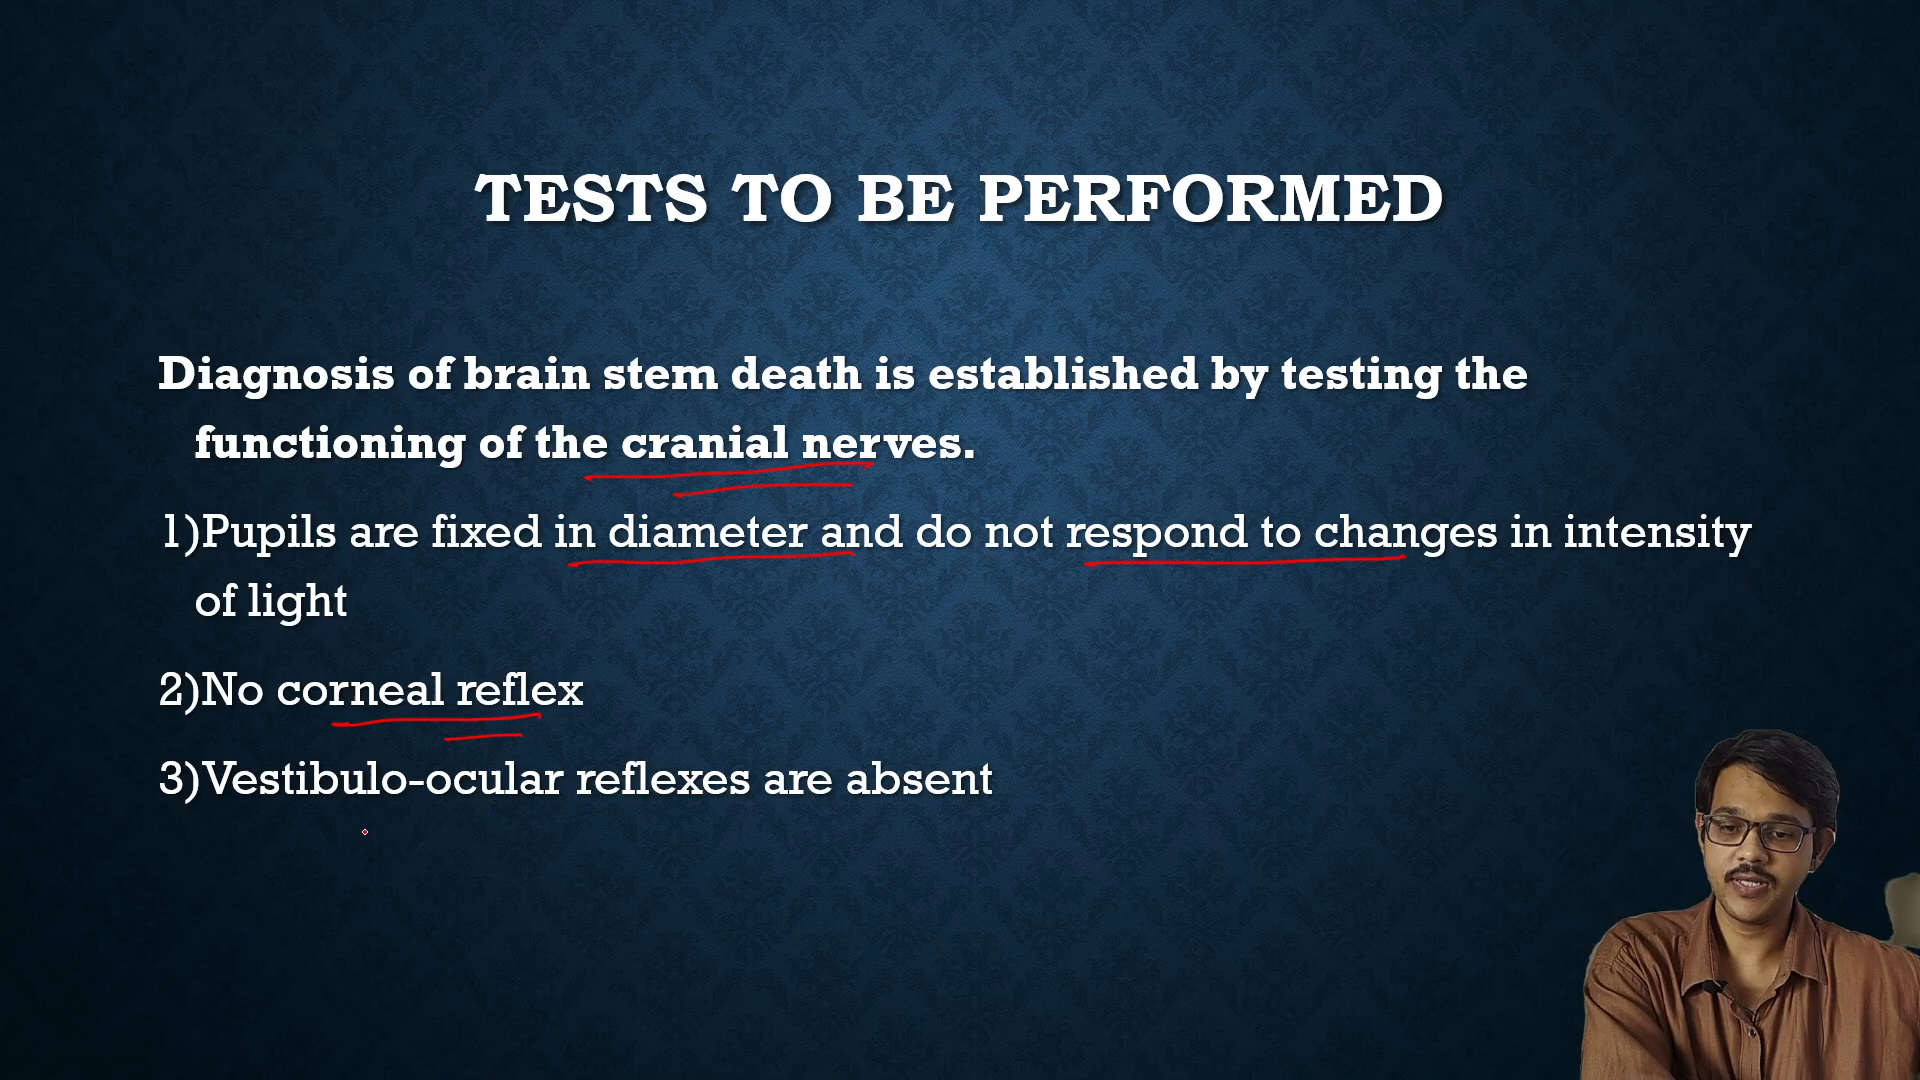 TESTS TO BE PERFORMED
Diagnosis of brain stem death is established by testing the
functioning of the cranial nerves.
1)Pupils are fixed in diameter and do not respond to changes in intensity
of light
2)No corneal reflex
3)Vestibulo-ocular reflexes are absent